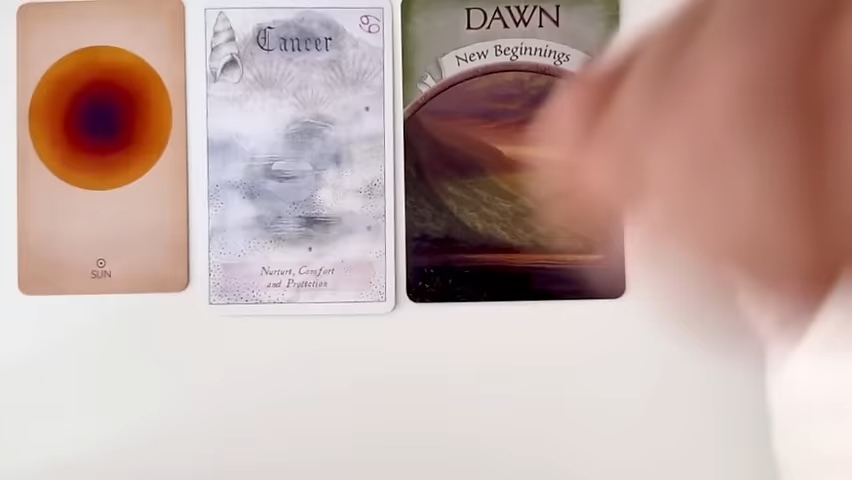 SUN
Cancer
Nurture, Comfort
and Protection
DAWN
New Beginnings